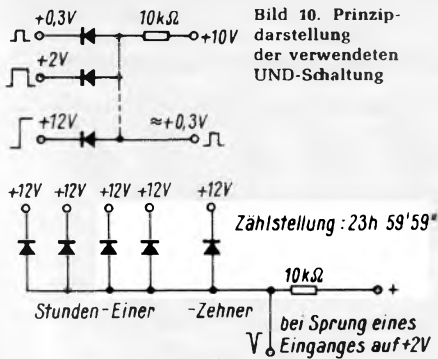 +0,3V 10kΩ +10V
+2V
+12V ≈+0,3V
Bild 10. Prinzip-
darstellung
der verwendeten
UND-Schaltung
+12V +12V +12V +12V +12V
Zählstellung : 23h 59'59"
10kΩ +
Stunden-Einer -Zehner
bei Sprung eines
Einganges auf +2V